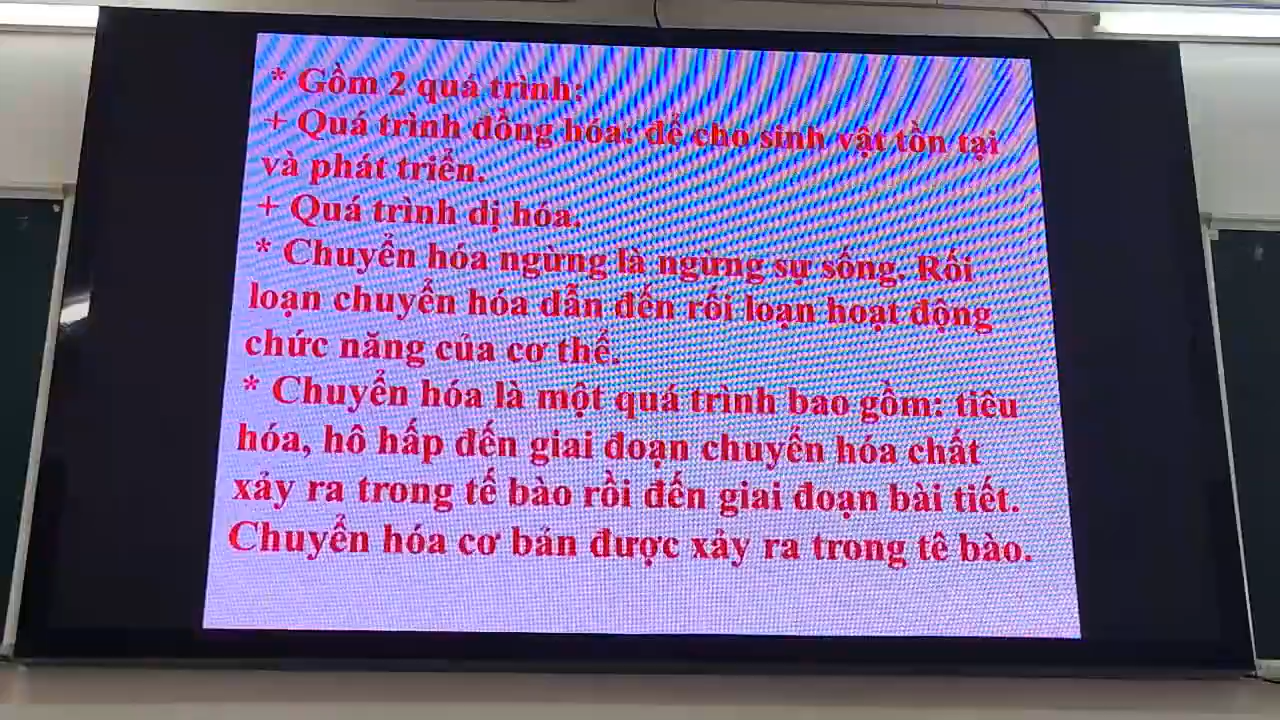 * Gồm 2 quá trình:
+ Quá trình đồng hóa: để cho sinh vật tồn tại
và phát triển.
+ Quá trình dị hóa.
* Chuyển hóa ngừng là ngừng sự sống. Rối
loạn chuyển hóa dẫn đến rối loạn hoạt động
chức năng của cơ thể.
* Chuyển hóa là một quá trình bao gồm: tiêu
hóa, hô hấp đến giai đoạn chuyển hóa chất
xảy ra trong tế bào rồi đến giai đoạn bài tiết.
Chuyển hóa cơ bản được xảy ra trong tê bào.